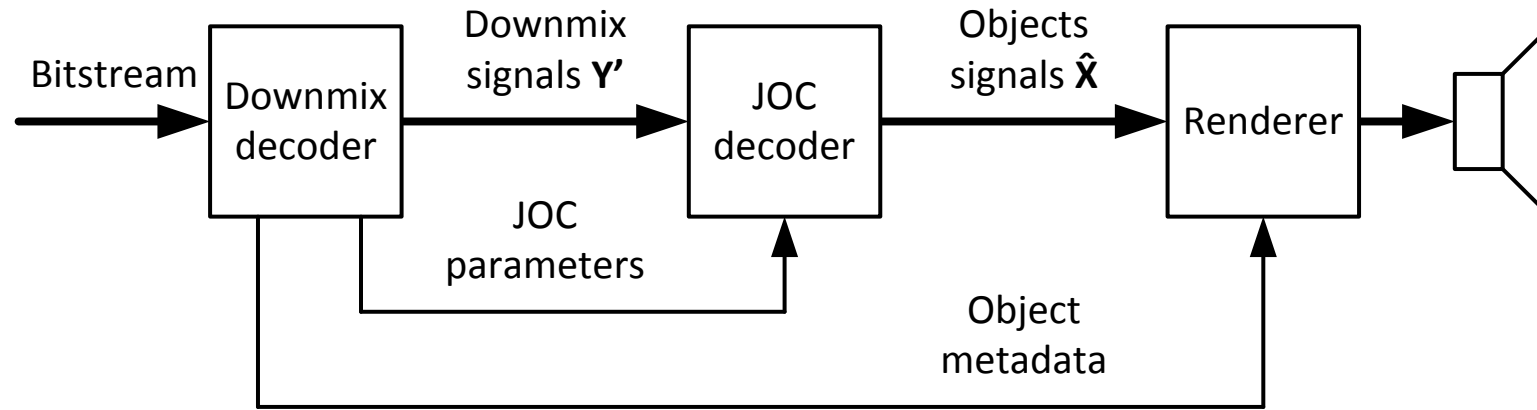 Bitstream
Downmix
decoder
Downmix
signals Y’
JOC
decoder
Objects
signals X̂
Renderer
JOC
parameters
Object
metadata